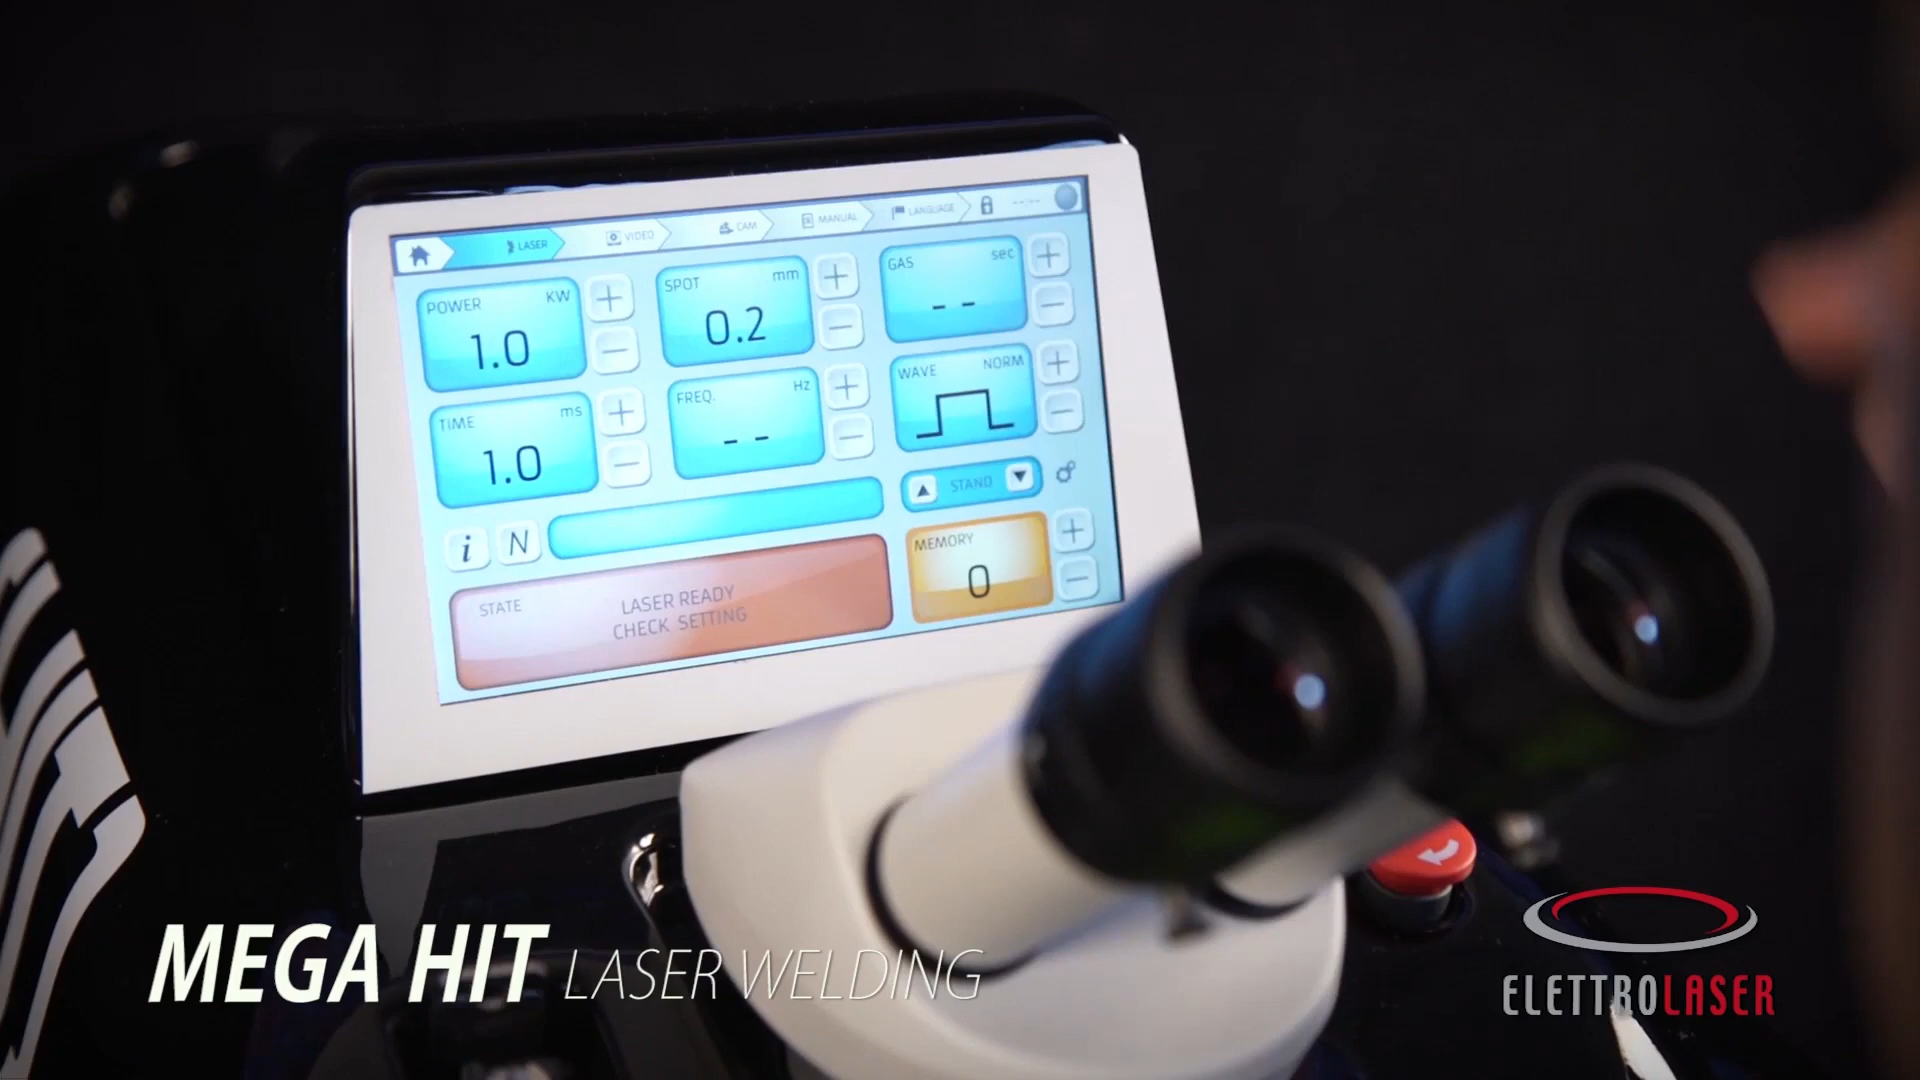 LASER VIDEO CAM MANUAL LANGUAGE --:--
POWER KW
1.0
SPOT mm
0.2
GAS sec
- -
TIME ms
1.0
FREQ. Hz
- -
WAVE NORM
STAND
i N
MEMORY
0
STATE
LASER READY
CHECK SETTING
MEGA HIT LASER WELDING
ELETTROLASER